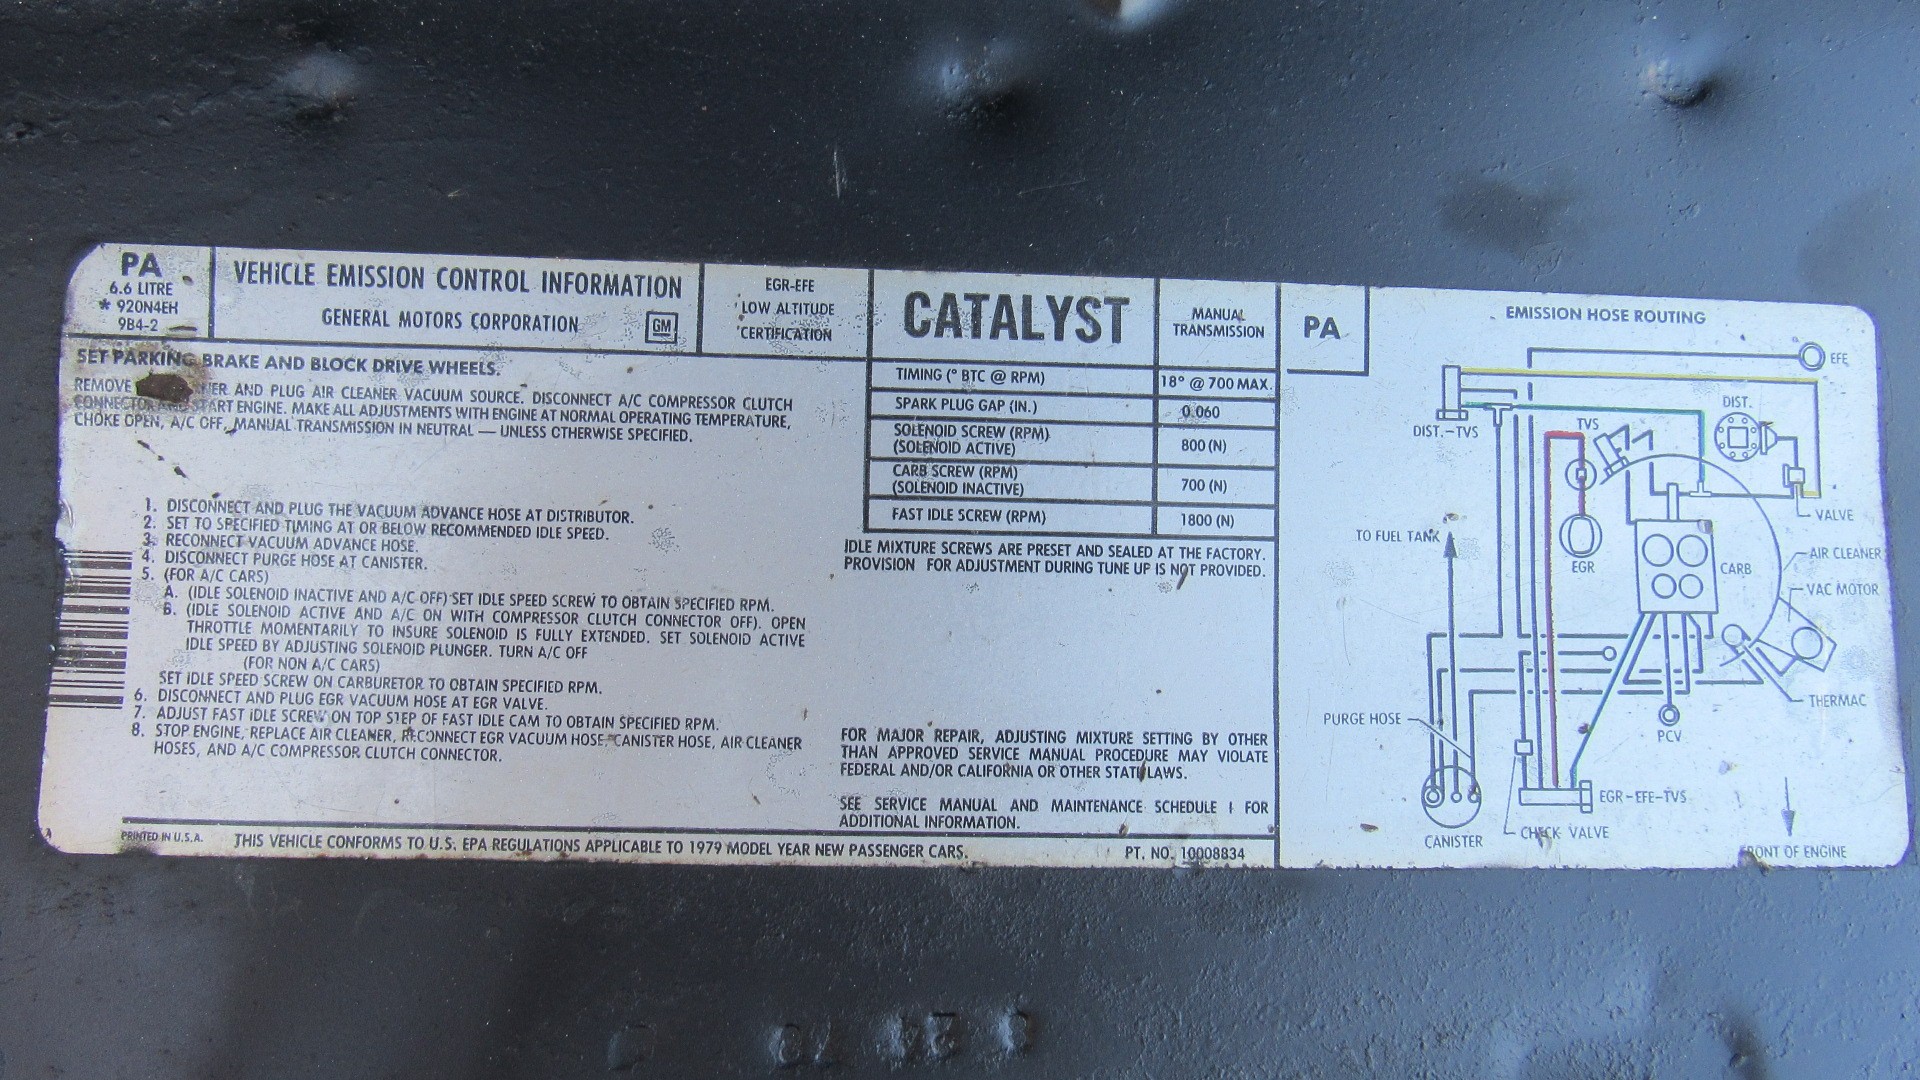 PA
6.6 LITRE
* 920N4EH
9B4-2
VEHICLE EMISSION CONTROL INFORMATION
GENERAL MOTORS CORPORATION
GM
EGR-EFE
LOW ALTITUDE
CERTIFICATION
CATALYST
MANUAL
TRANSMISSION
SET PARKING BRAKE AND BLOCK DRIVE WHEELS.
REMOVE AND PLUG AIR CLEANER VACUUM SOURCE. DISCONNECT A/C COMPRESSOR CLUTCH
CONNECTOR AND START ENGINE. MAKE ALL ADJUSTMENTS WITH ENGINE AT NORMAL OPERATING TEMPERATURE,
CHOKE OPEN, A/C OFF, MANUAL TRANSMISSION IN NEUTRAL — UNLESS OTHERWISE SPECIFIED.
1. DISCONNECT AND PLUG THE VACUUM ADVANCE HOSE AT DISTRIBUTOR.
2. SET TO SPECIFIED TIMING AT OR BELOW RECOMMENDED IDLE SPEED.
3. RECONNECT VACUUM ADVANCE HOSE.
4. DISCONNECT PURGE HOSE AT CANISTER.
5. (FOR A/C CARS)
A. (IDLE SOLENOID INACTIVE AND A/C OFF) SET IDLE SPEED SCREW TO OBTAIN SPECIFIED RPM.
B. (IDLE SOLENOID ACTIVE AND A/C ON WITH COMPRESSOR CLUTCH CONNECTOR OFF). OPEN
THROTTLE MOMENTARILY TO INSURE SOLENOID IS FULLY EXTENDED. SET SOLENOID ACTIVE
IDLE SPEED BY ADJUSTING SOLENOID PLUNGER. TURN A/C OFF
(FOR NON A/C CARS)
SET IDLE SPEED SCREW ON CARBURETOR TO OBTAIN SPECIFIED RPM.
6. DISCONNECT AND PLUG EGR VACUUM HOSE AT EGR VALVE.
7. ADJUST FAST IDLE SCREW ON TOP STEP OF FAST IDLE CAM TO OBTAIN SPECIFIED RPM.
8. STOP ENGINE, REPLACE AIR CLEANER, RECONNECT EGR VACUUM HOSE, CANISTER HOSE, AIR CLEANER
HOSES, AND A/C COMPRESSOR CLUTCH CONNECTOR.
TIMING (° BTC @ RPM) 18° @ 700 MAX.
SPARK PLUG GAP (IN.) 0.060
SOLENOID SCREW (RPM)
(SOLENOID ACTIVE) 800 (N)
CARB SCREW (RPM)
(SOLENOID INACTIVE) 700 (N)
FAST IDLE SCREW (RPM) 1800 (N)
IDLE MIXTURE SCREWS ARE PRESET AND SEALED AT THE FACTORY.
PROVISION FOR ADJUSTMENT DURING TUNE UP IS NOT PROVIDED.
FOR MAJOR REPAIR, ADJUSTING MIXTURE SETTING BY OTHER
THAN APPROVED SERVICE MANUAL PROCEDURE MAY VIOLATE
FEDERAL AND/OR CALIFORNIA OR OTHER STATE LAWS.
SEE SERVICE MANUAL AND MAINTENANCE SCHEDULE I FOR
ADDITIONAL INFORMATION.
PRINTED IN U.S.A.
THIS VEHICLE CONFORMS TO U.S. EPA REGULATIONS APPLICABLE TO 1979 MODEL YEAR NEW PASSENGER CARS.
PT. NO. 10008834
PA
EMISSION HOSE ROUTING
EFE
DIST.
DIST.-TVS
TVS
VALVE
TO FUEL TANK
AIR CLEANER
EGR
CARB
VAC MOTOR
THERMAC
PURGE HOSE
PCV
EGR-EFE-TVS
CHECK VALVE
CANISTER
FRONT OF ENGINE